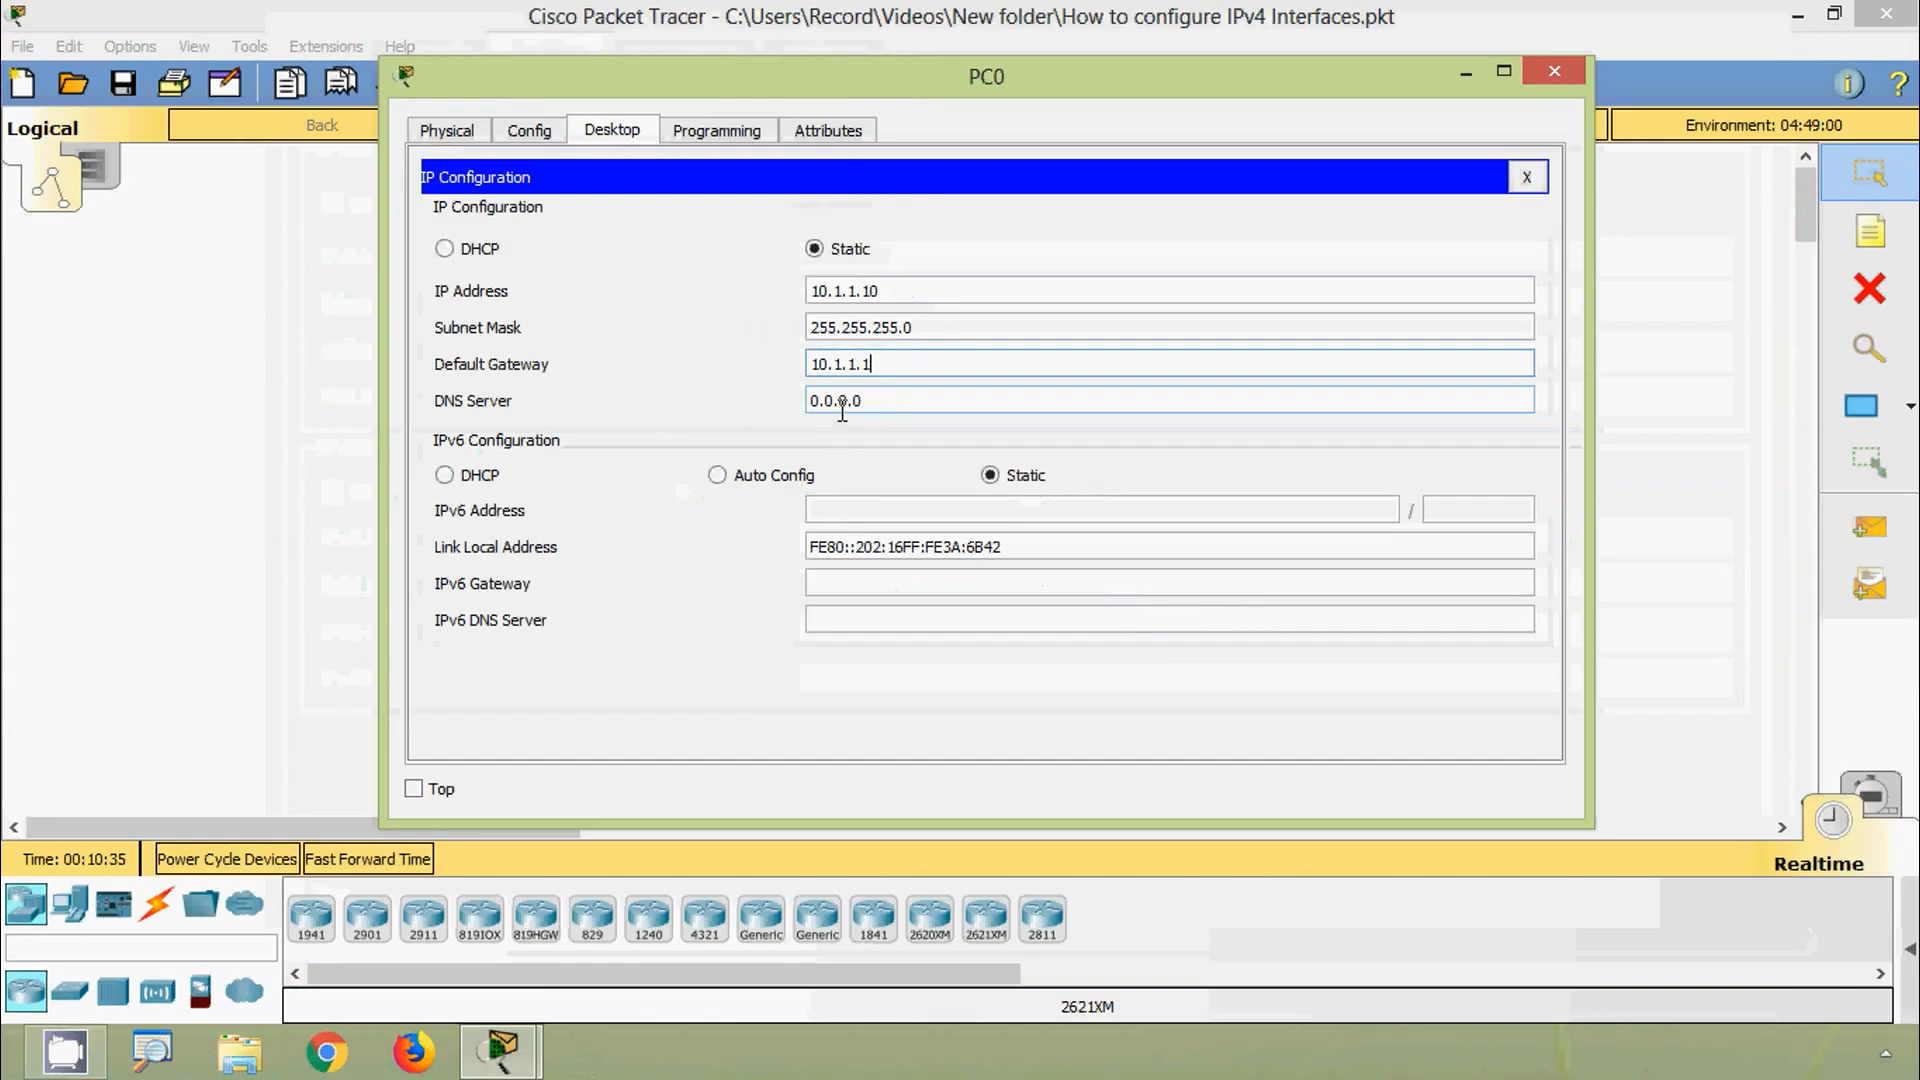 Cisco Packet Tracer - C:\Users\Record\Videos\New folder\How to configure IPv4 Interfaces.pkt
File Edit Options View Tools Extensions Help
PC0
Logical
Back
Environment: 04:49:00
Physical Config Desktop Programming Attributes
IP Configuration
X
IP Configuration
DHCP Static
IP Address 10.1.1.10
Subnet Mask 255.255.255.0
Default Gateway 10.1.1.1
DNS Server 0.0.0.0
IPv6 Configuration
DHCP Auto Config Static
IPv6 Address /
Link Local Address FE80::202:16FF:FE3A:6B42
IPv6 Gateway
IPv6 DNS Server
Top
Time: 00:10:35 Power Cycle Devices Fast Forward Time
Realtime
1941 2901 2911 819IOX 819HGW 829 1240 4321 Generic Generic 1841 2620XM 2621XM 2811
2621XM